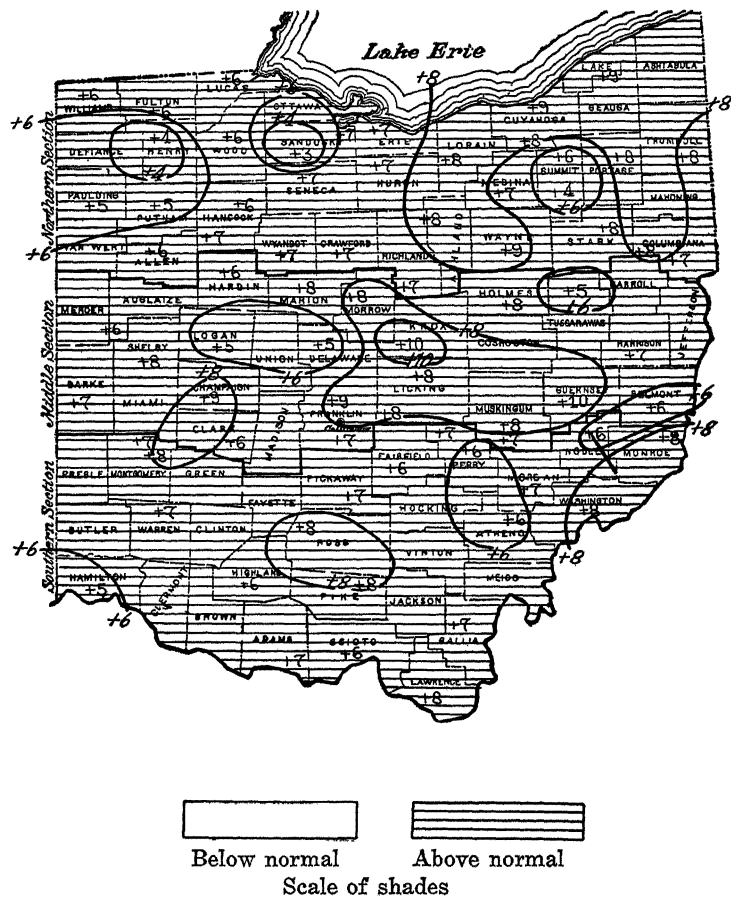 Lake Erie
+8
LAKE
+9
ASHTABULA
+6
LUCAS
+6
WILLIAMS
FULTON
OTTAWA
+4
+9
CUYAHOGA
GEAUGA
+8
+6
Northern Section
DEFIANCE
+4
HENRY
+4
+6
WOOD
SANDUSKY
+3
+7
ERIE
LORAIN
+8
+8
+6
SUMMIT
PORTAGE
+8
TRUMBULL
+8
+7
SENECA
HURON
MEDINA
+7
+4
+6
PAULDING
+5
PUTNAM
+5
HANCOCK
+8
MAHONING
+6
VAN WERT
+6
ALLEN
+7
WYANDOT
+7
CRAWFORD
+7
RICHLAND
ASHLAND
WAYNE
+9
+8
STARK
COLUMBIANA
+7
+6
HARDIN
MARION
+8
MORROW
+7
HOLMES
+8
+5
+6
CARROLL
JEFFERSON
Middle Section
MERCER
AUGLAIZE
+6
SHELBY
+8
LOGAN
+5
UNION
+6
+5
DELAWARE
KNOX
+10
+10
+8
COSHOCTON
TUSCARAWAS
HARRISON
+7
DARKE
+7
MIAMI
+8
CHAMPAIGN
+9
CLARK
+6
MADISON
+9
FRANKLIN
+8
LICKING
+8
MUSKINGUM
+8
GUERNSEY
+10
BELMONT
+6
+6
+8
+7
+8
+7
+7
+7
+6
NOBLE
+8
MONROE
Southern Section
PREBLE
MONTGOMERY
GREEN
FAYETTE
PICKAWAY
+7
FAIRFIELD
+6
+6
PERRY
MORGAN
+7
WASHINGTON
BUTLER
+7
WARREN
CLINTON
+8
ROSS
HOCKING
VINTON
+6
ATHENS
+6
+8
+6
HAMILTON
+5
+6
CLERMONT
HIGHLAND
+6
+8
+8
PIKE
JACKSON
MEIGS
BROWN
ADAMS
+7
SCIOTO
+6
+7
GALLIA
LAWRENCE
+8
Below normal
Above normal
Scale of shades